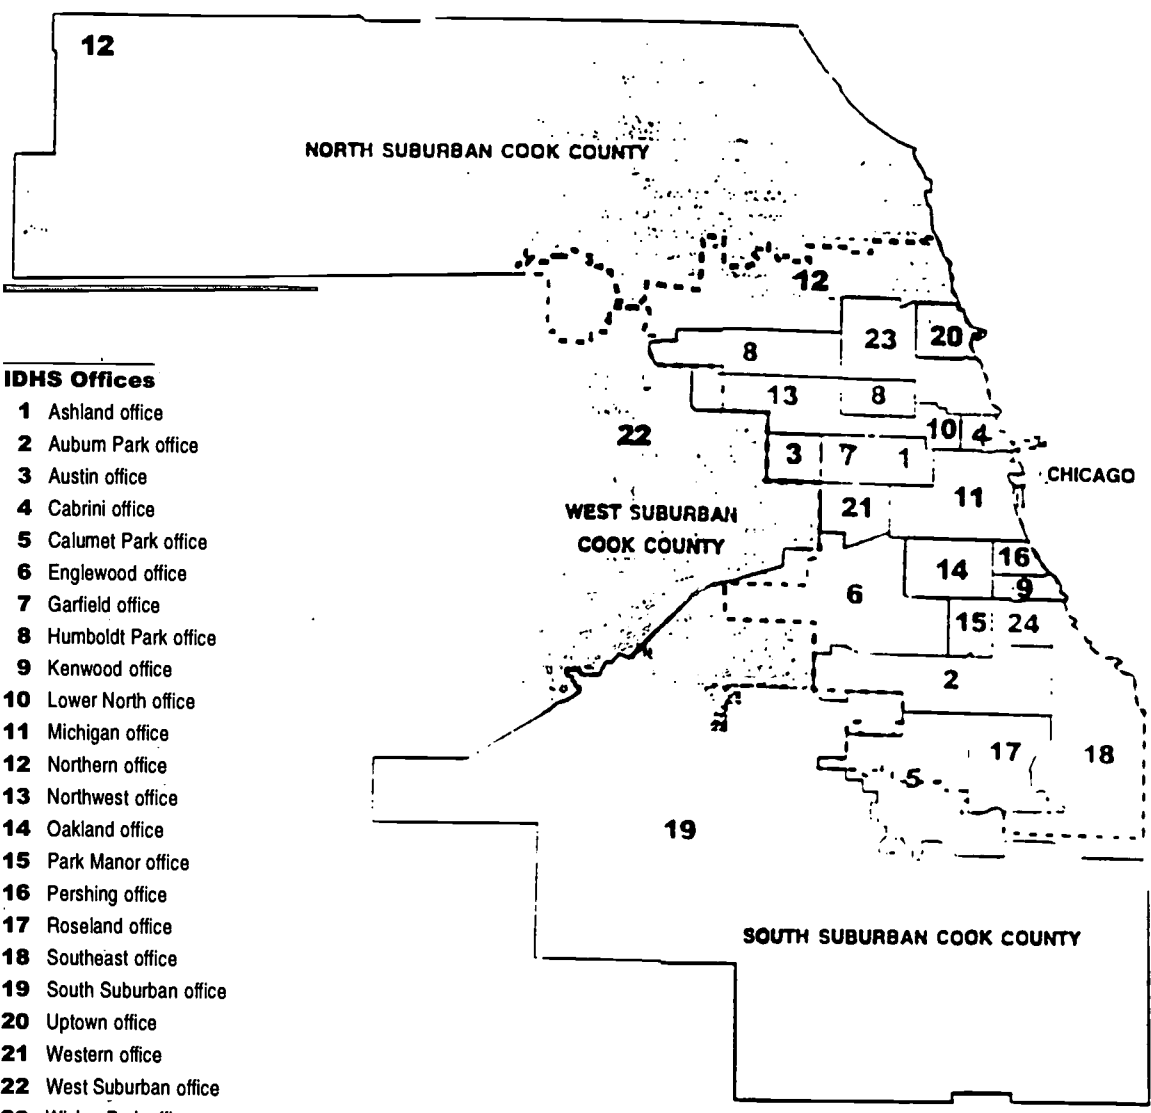 12
NORTH SUBURBAN COOK COUNTY
12
23
20
8
13
8
22
10
4
3
7
1
CHICAGO
11
21
WEST SUBURBAN
COOK COUNTY
16
14
9
6
15
24
2
17
18
5
19
SOUTH SUBURBAN COOK COUNTY
IDHS Offices
1 Ashland office
2 Auburn Park office
3 Austin office
4 Cabrini office
5 Calumet Park office
6 Englewood office
7 Garfield office
8 Humboldt Park office
9 Kenwood office
10 Lower North office
11 Michigan office
12 Northern office
13 Northwest office
14 Oakland office
15 Park Manor office
16 Pershing office
17 Roseland office
18 Southeast office
19 South Suburban office
20 Uptown office
21 Western office
22 West Suburban office